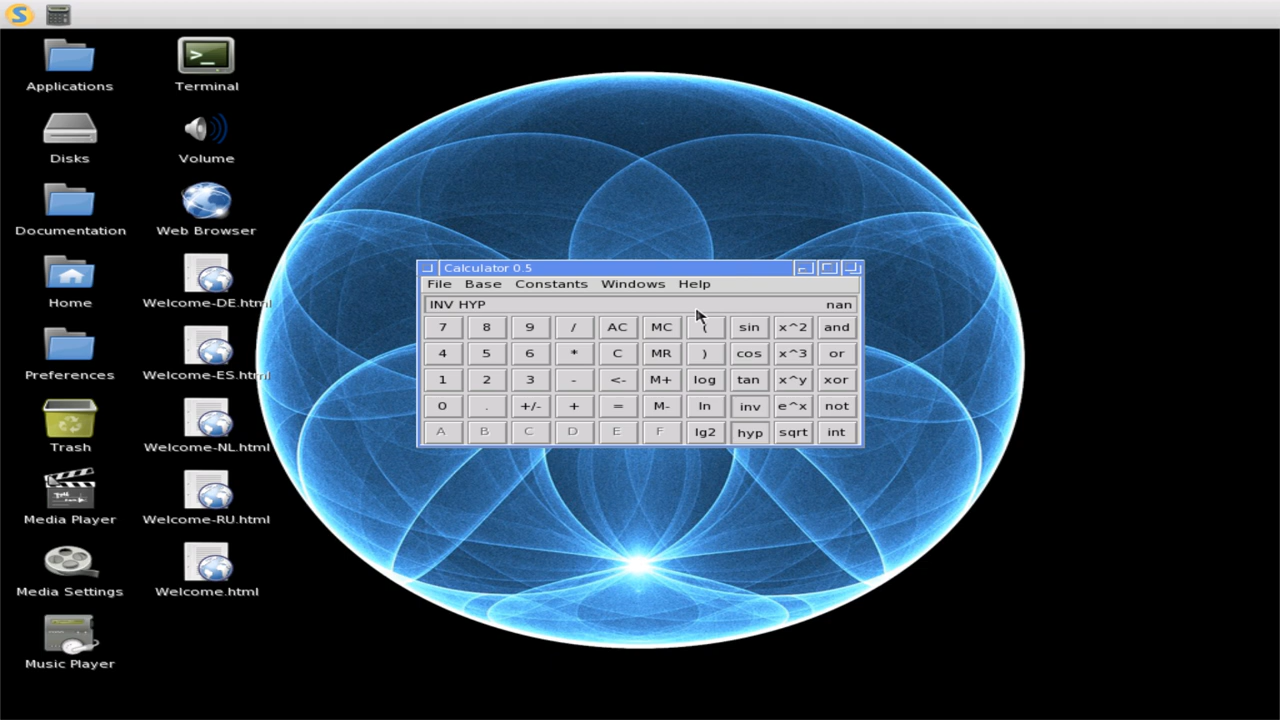 S
Applications
Terminal
Disks
Volume
Documentation
Web Browser
Home
Welcome-DE.html
Preferences
Welcome-ES.html
Trash
Welcome-NL.html
Media Player
Welcome-RU.html
Media Settings
Welcome.html
Music Player
Calculator 0.5
File Base Constants Windows Help
INV HYP nan
7 8 9 / AC MC ( sin x^2 and
4 5 6 * C MR ) cos x^3 or
1 2 3 - <- M+ log tan x^y xor
0 . +/- + = M- ln inv e^x not
A B C D E F lg2 hyp sqrt int